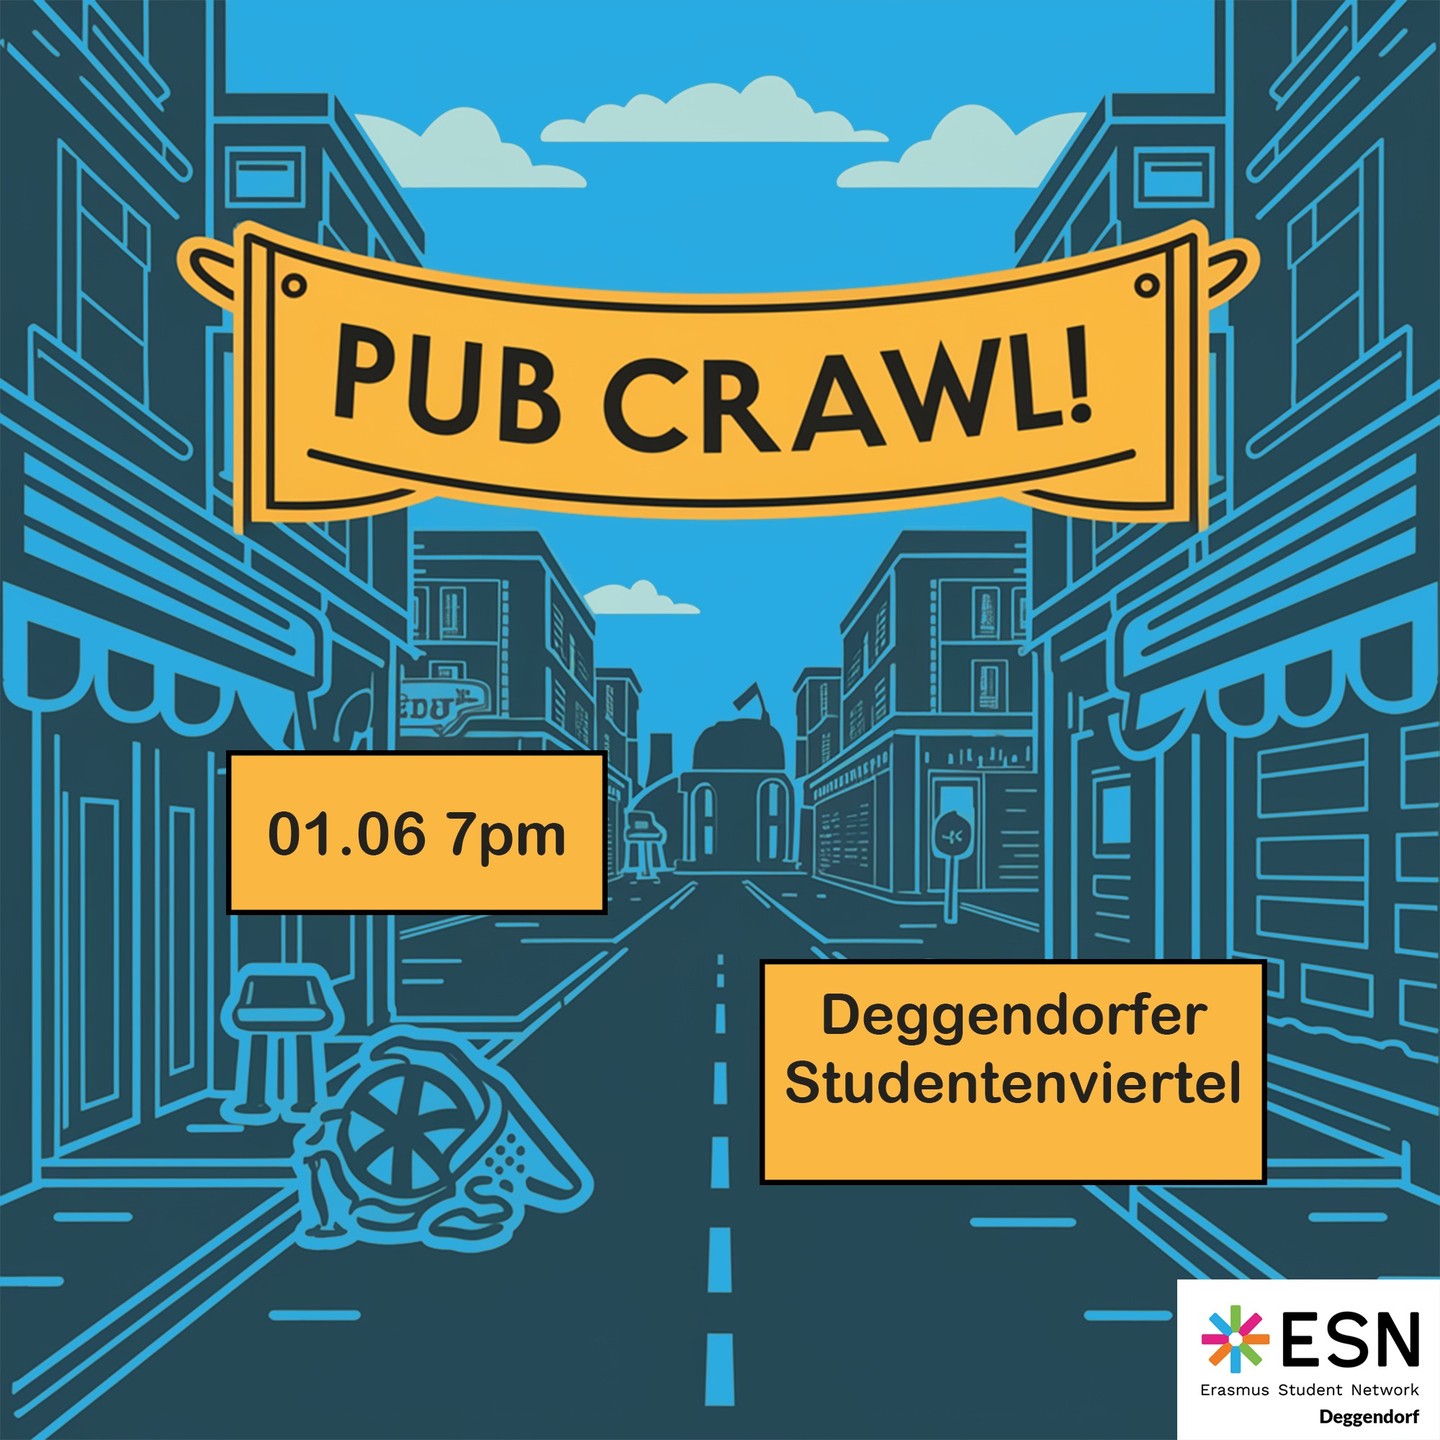 PUB CRAWL!
01.06 7pm
Deggendorfer
Studentenviertel
ESN
Erasmus Student Network
Deggendorf